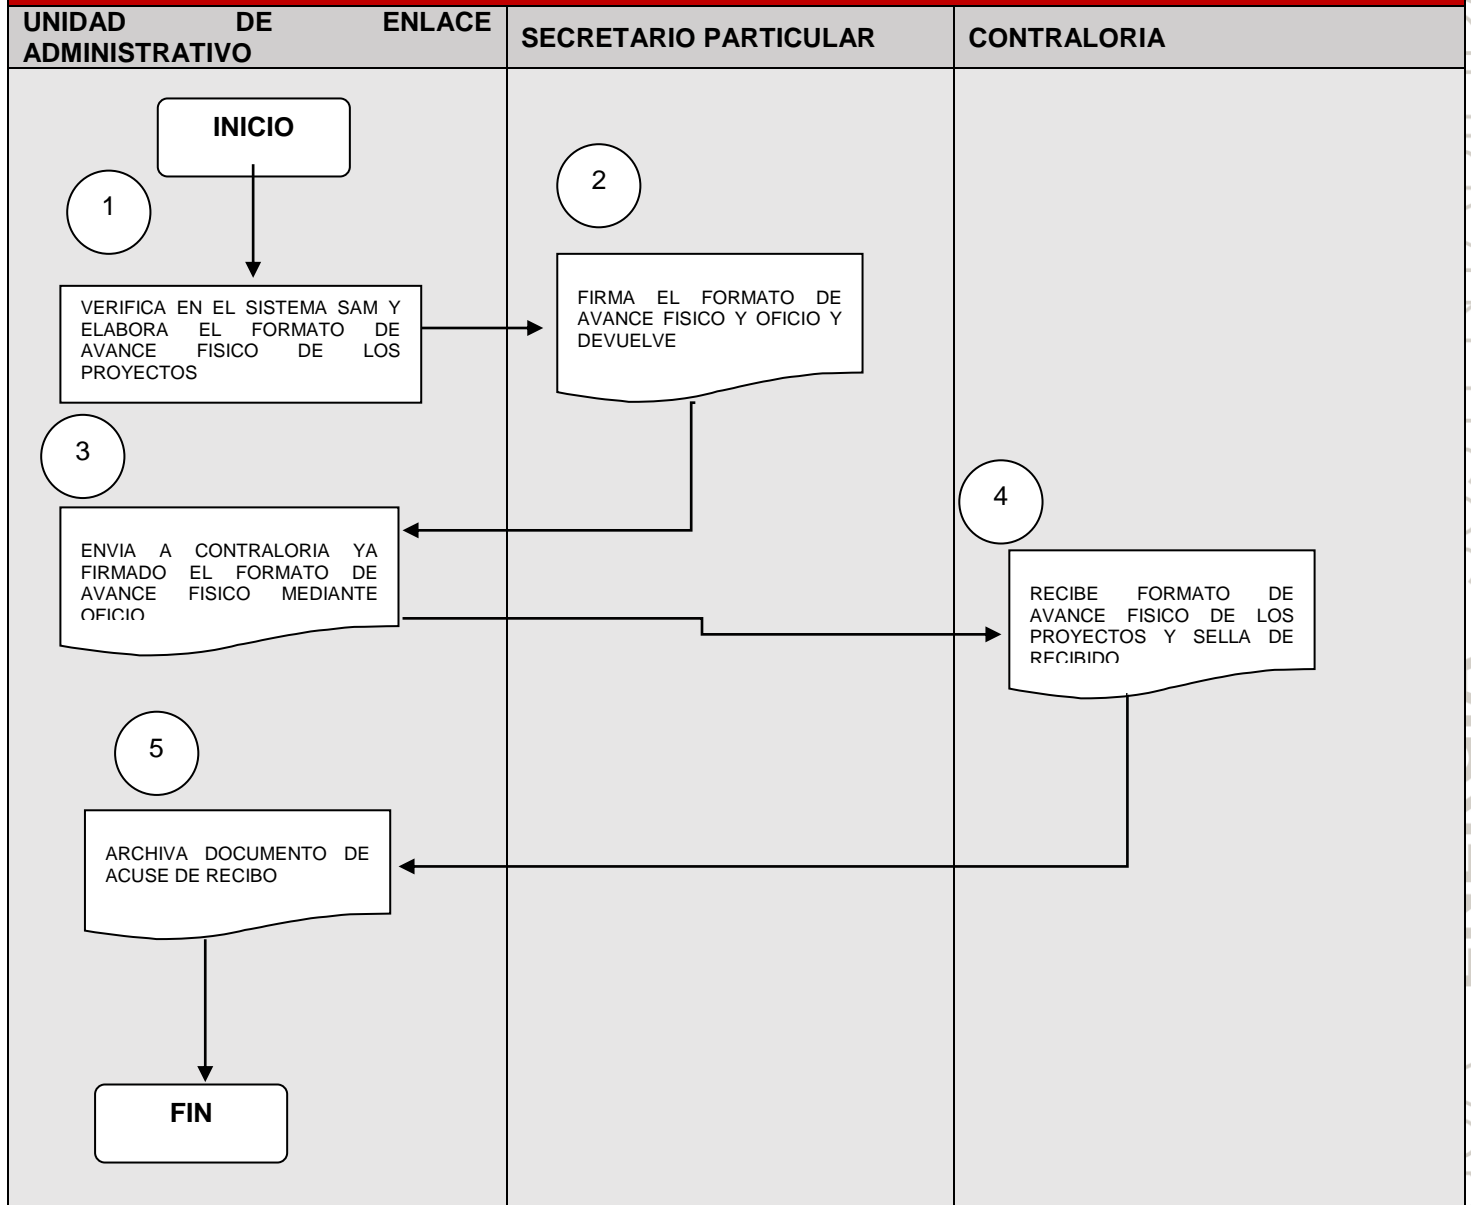 UNIDAD DE ENLACE
ADMINISTRATIVO
SECRETARIO PARTICULAR
CONTRALORIA
INICIO
1
VERIFICA EN EL SISTEMA SAM Y
ELABORA EL FORMATO DE
AVANCE FISICO DE LOS
PROYECTOS
2
FIRMA EL FORMATO DE
AVANCE FISICO Y OFICIO Y
DEVUELVE
3
ENVIA A CONTRALORIA YA
FIRMADO EL FORMATO DE
AVANCE FISICO MEDIANTE
OFICIO
4
RECIBE FORMATO DE
AVANCE FISICO DE LOS
PROYECTOS Y SELLA DE
RECIBIDO
5
ARCHIVA DOCUMENTO DE
ACUSE DE RECIBO
FIN